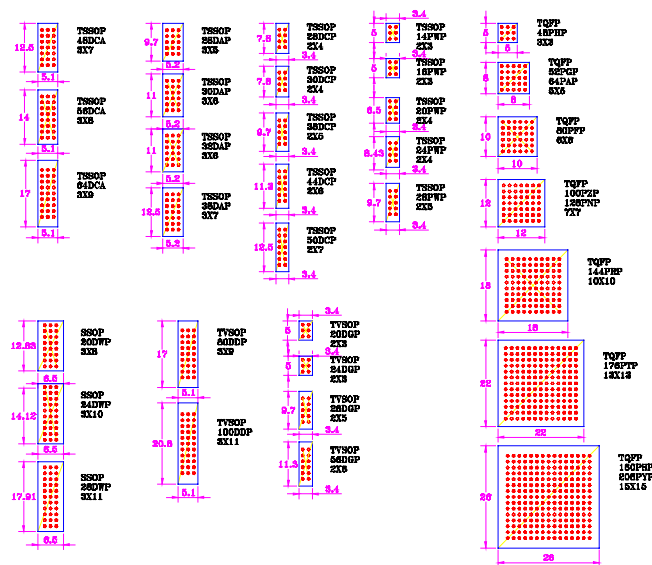 TSSOP
48DCA
3X7
12.5
5.1
TSSOP
56DCA
3X8
14
5.1
TSSOP
64DCA
3X9
17
5.1
TSSOP
28DAP
3X5
9.7
5.2
TSSOP
30DAP
3X6
11
5.2
TSSOP
32DAP
3X6
11
5.2
TSSOP
38DAP
3X7
12.5
5.2
TSSOP
28DCP
2X4
7.8
3.4
TSSOP
30DCP
2X4
7.8
3.4
TSSOP
38DCP
2X5
9.7
3.4
TSSOP
44DCP
2X6
11.3
3.4
TSSOP
50DCP
2X7
12.5
3.4
3.4
TSSOP
14PWP
2X3
5
3.4
TSSOP
16PWP
2X3
5
3.4
TSSOP
20PWP
2X4
6.5
3.4
TSSOP
24PWP
2X4
3.4
TSSOP
28PWP
2X5
9.7
3.4
TQFP
48PHP
3X3
5
5
TQFP
52PGP
64PAP
5X5
8
8
TQFP
80PFP
6X6
10
10
TQFP
100PZP
128PNP
7X7
12
12
TQFP
144PRP
10X10
18
18
TQFP
176PTP
13X13
22
22
TQFP
208PYP
15X15
26
26
SSOP
20DWP
3X8
12.83
6.5
SSOP
24DWP
3X10
14.12
6.5
SSOP
28DWP
3X11
17.91
6.5
TVSOP
80DDP
3X9
17
5.1
TVSOP
100DDP
3X11
20.8
5.1
3.4
TVSOP
20DGP
2X3
5
3.4
TVSOP
24DGP
2X3
5
TVSOP
2X5
9.7
3.4
TVSOP
56DGP
2X6
11.3
3.4